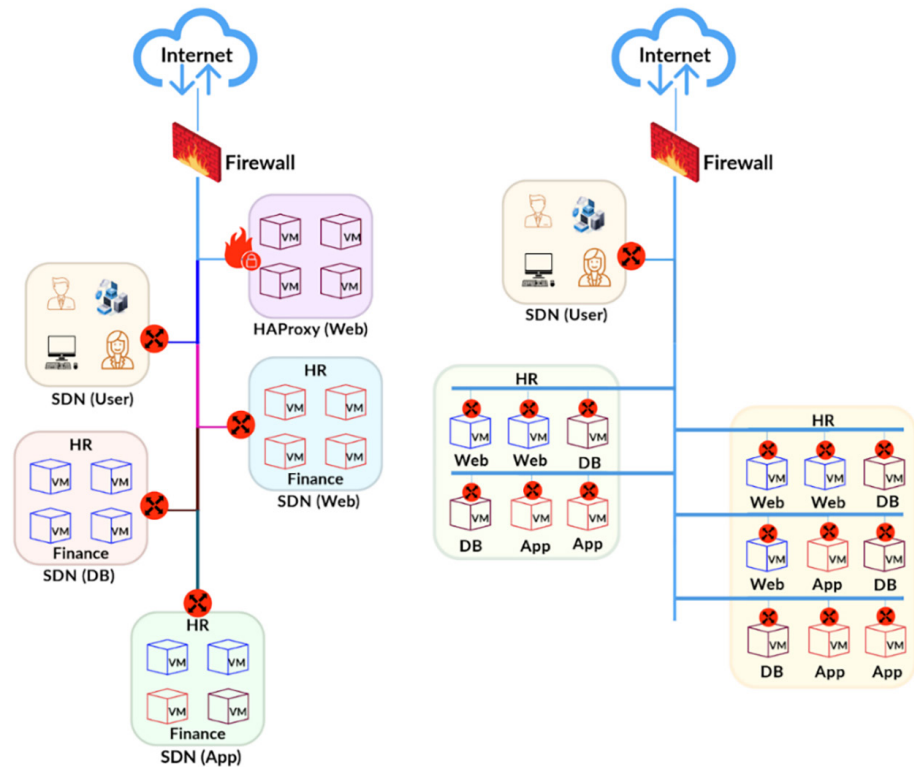 Internet
Firewall
VM VM
VM VM
HAProxy (Web)
SDN (User)
HR
VM VM
VM VM
Finance
SDN (Web)
HR
VM VM
VM VM
Finance
SDN (DB)
HR
VM VM
VM VM
Finance
SDN (App)
Internet
Firewall
SDN (User)
HR
VM VM VM
Web Web DB
VM VM VM
DB App App
HR
VM VM VM
Web Web DB
VM VM VM
Web App DB
VM VM VM
DB App App